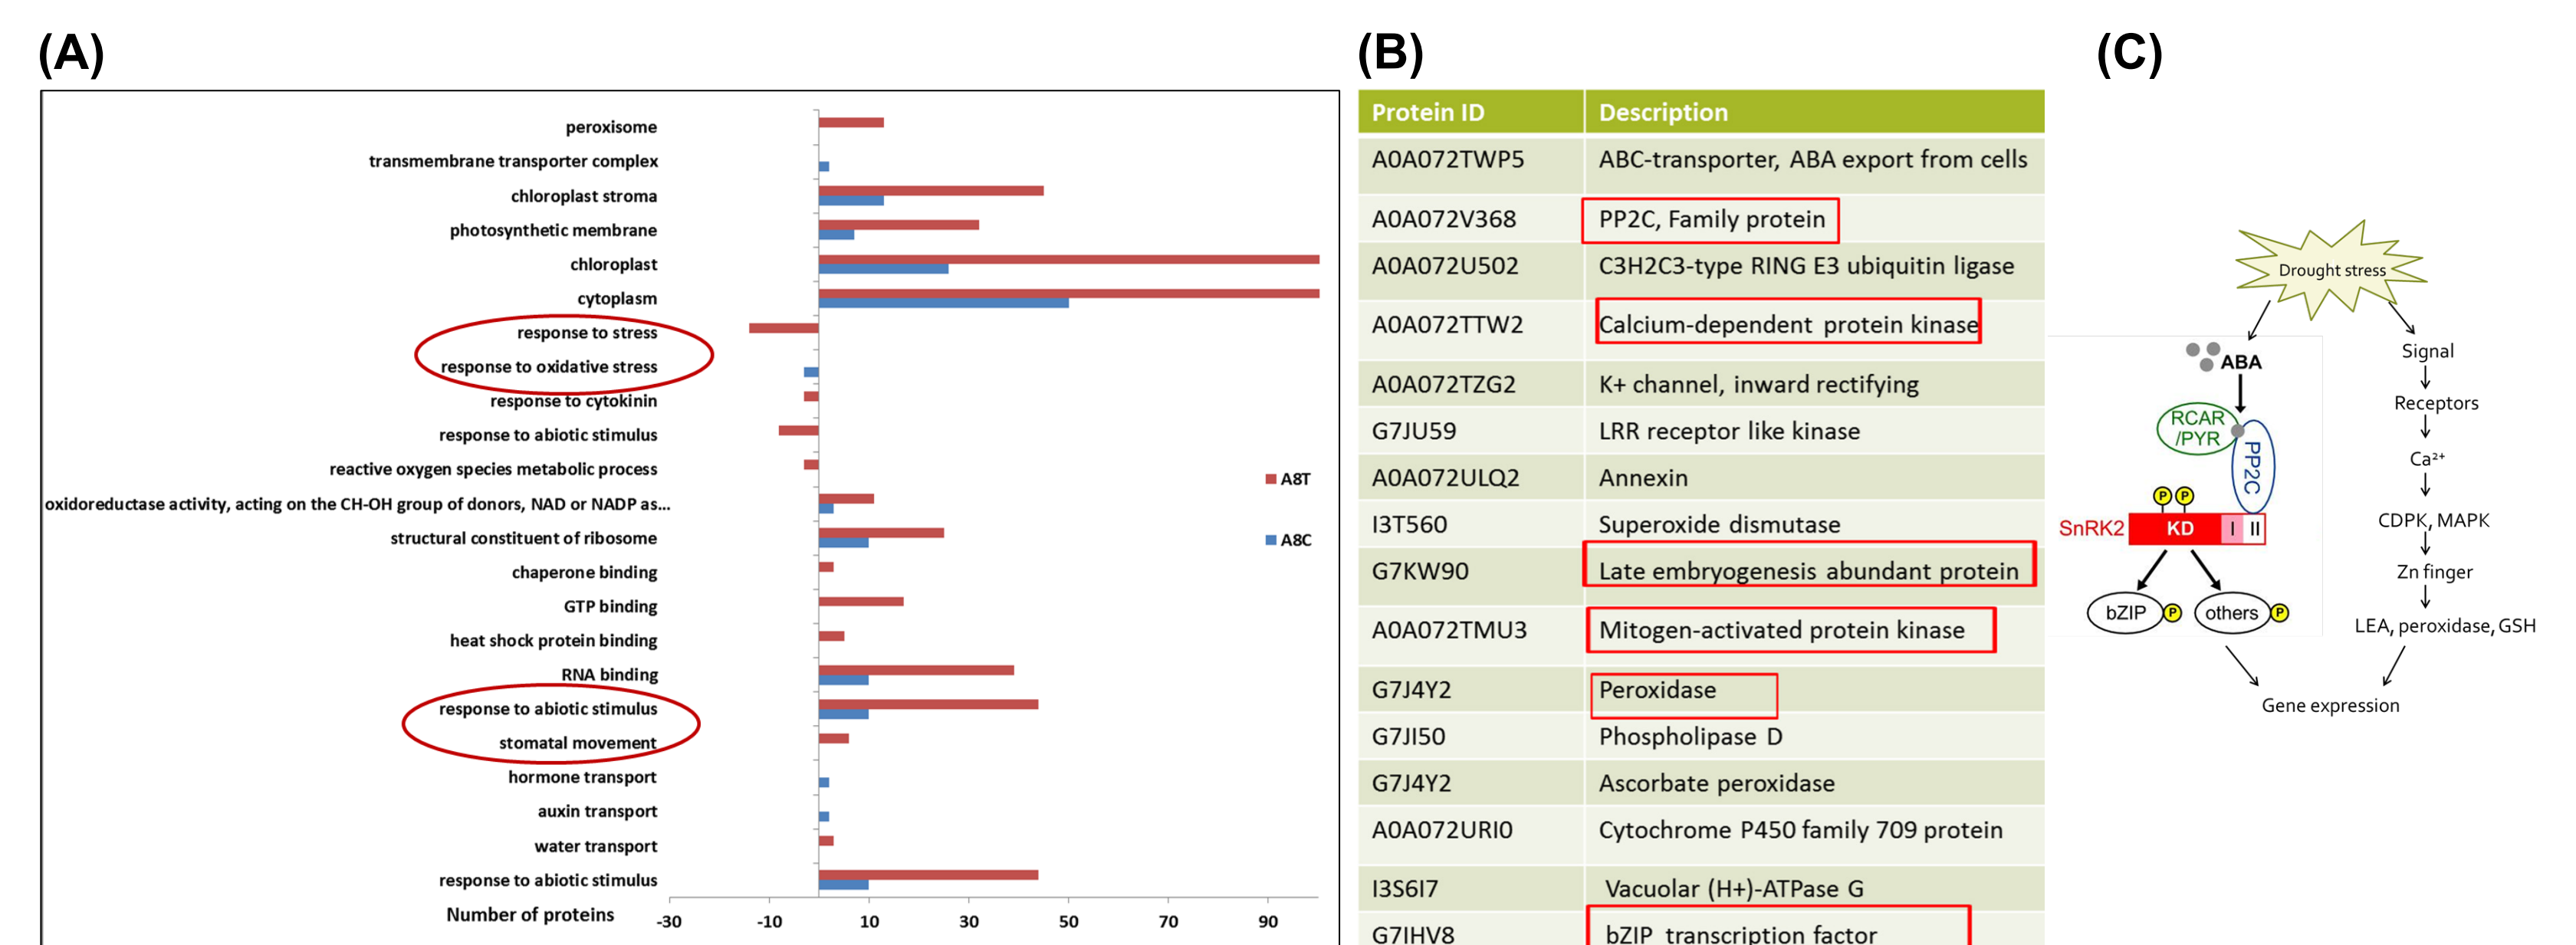 (A)
peroxisome
transmembrane transporter complex
chloroplast stroma
photosynthetic membrane
chloroplast
cytoplasm
response to stress
response to oxidative stress
response to cytokinin
response to abiotic stimulus
reactive oxygen species metabolic process
oxidoreductase activity, acting on the CH-OH group of donors, NAD or NADP as...
structural constituent of ribosome
chaperone binding
GTP binding
heat shock protein binding
RNA binding
response to abiotic stimulus
stomatal movement
hormone transport
auxin transport
water transport
response to abiotic stimulus
Number of proteins
-30 -10 10 30 50 70 90
A8T
A8C
(B)
Protein ID Description
A0A072TWP5 ABC-transporter, ABA export from cells
A0A072V368 PP2C, Family protein
A0A072U502 C3H2C3-type RING E3 ubiquitin ligase
A0A072TTW2 Calcium-dependent protein kinase
A0A072TZG2 K+ channel, inward rectifying
G7JU59 LRR receptor like kinase
A0A072ULQ2 Annexin
I3T560 Superoxide dismutase
G7KW90 Late embryogenesis abundant protein
A0A072TMU3 Mitogen-activated protein kinase
G7J4Y2 Peroxidase
G7JI50 Phospholipase D
G7J4Y2 Ascorbate peroxidase
A0A072URI0 Cytochrome P450 family 709 protein
I3S6I7 Vacuolar (H+)-ATPase G
G7IHV8 bZIP transcription factor
(C)
Drought stress
ABA
RCAR
/PYR
PP2C
P P
SnRK2 KD I II
bZIP P others P
Signal
Receptors
Ca²⁺
CDPK, MAPK
Zn finger
LEA, peroxidase, GSH
Gene expression